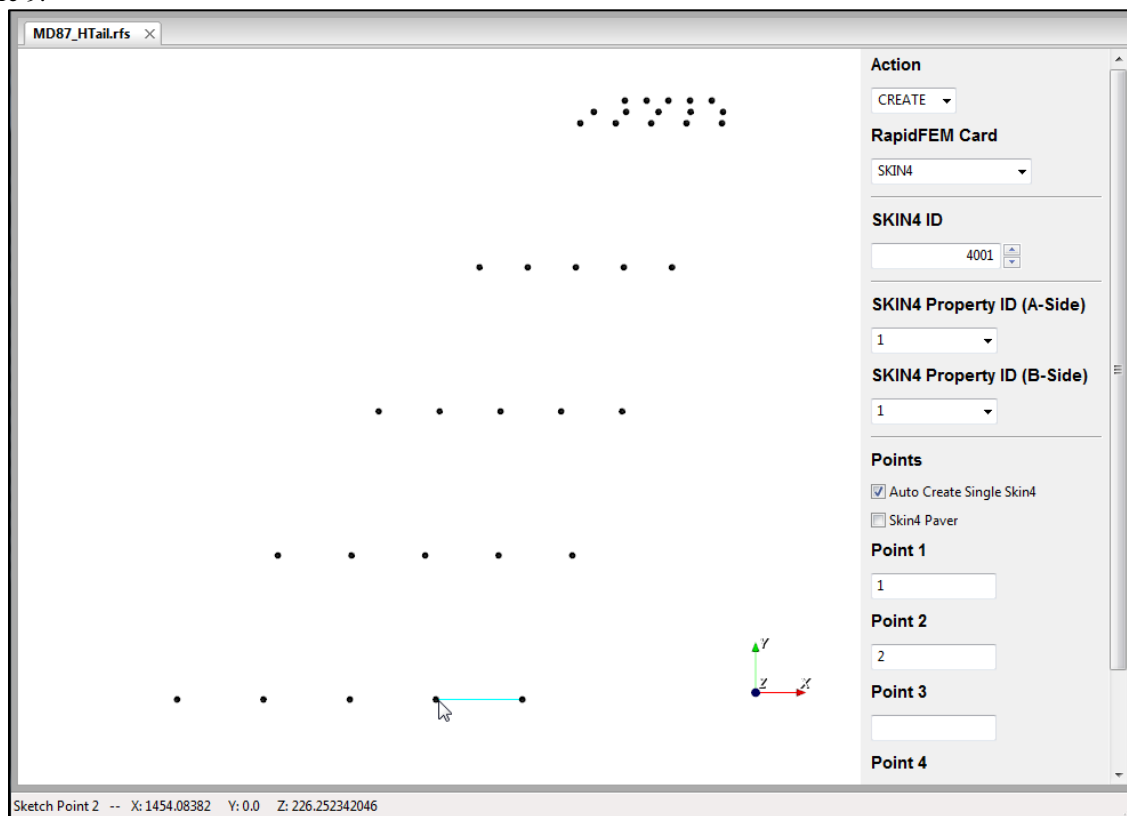 MD87_HTail.rfs
Action
CREATE
RapidFEM Card
SKIN4
SKIN4 ID
4001
SKIN4 Property ID (A-Side)
1
SKIN4 Property ID (B-Side)
1
Points
Auto Create Single Skin4
Skin4 Paver
Point 1
1
Point 2
2
Point 3
Point 4
Y
Z X
Sketch Point 2 -- X: 1454.08382 Y: 0.0 Z: 226.252342046